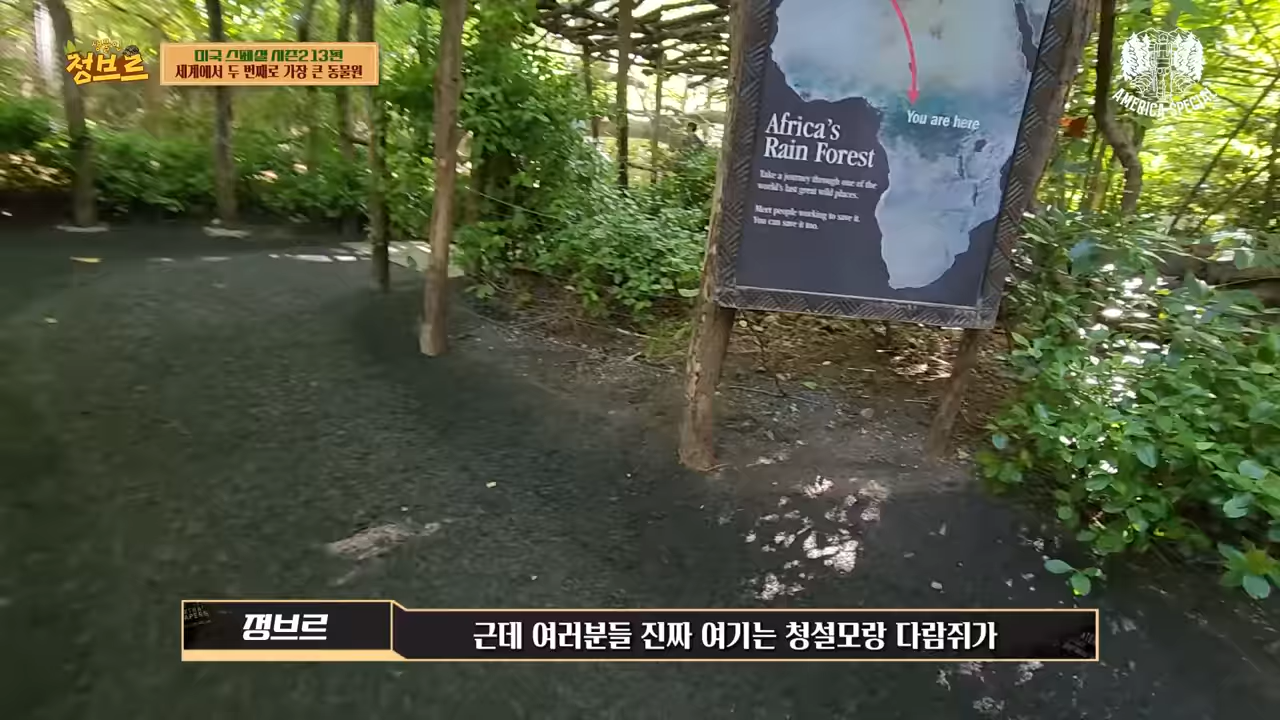 정브르
미국 스페셜 시즌2 13편
세계에서 두 번째로 가장 큰 동물원
AMERICA SPECIAL
You are here
Africa's
Rain Forest
Take a journey through one of the
world's last great wild places.
Meet people working to save it.
You can save it too.
정브르
근데 여러분들 진짜 여기는 청설모랑 다람쥐가